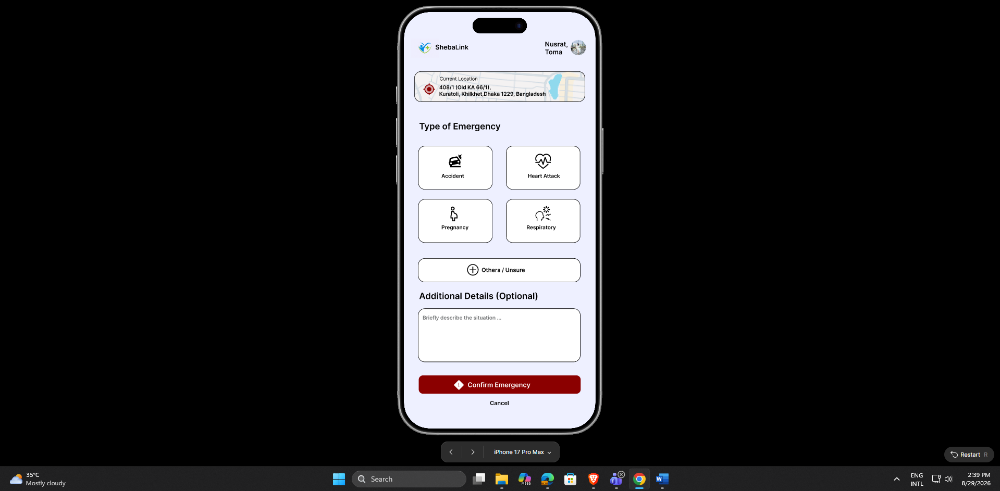 ShebaLink
Nusrat,
Toma
Current Location
408/1 (Old KA 66/1),
Kuratoli, Khilkhet,Dhaka 1229, Bangladesh
Type of Emergency
Accident
Heart Attack
Pregnancy
Respiratory
Others / Unsure
Additional Details (Optional)
Briefly describe the situation ...
Confirm Emergency
Cancel
iPhone 17 Pro Max
Restart R
35°C
Mostly cloudy
Search
M365
T
W
ENG
INTL
2:39 PM
8/29/2026